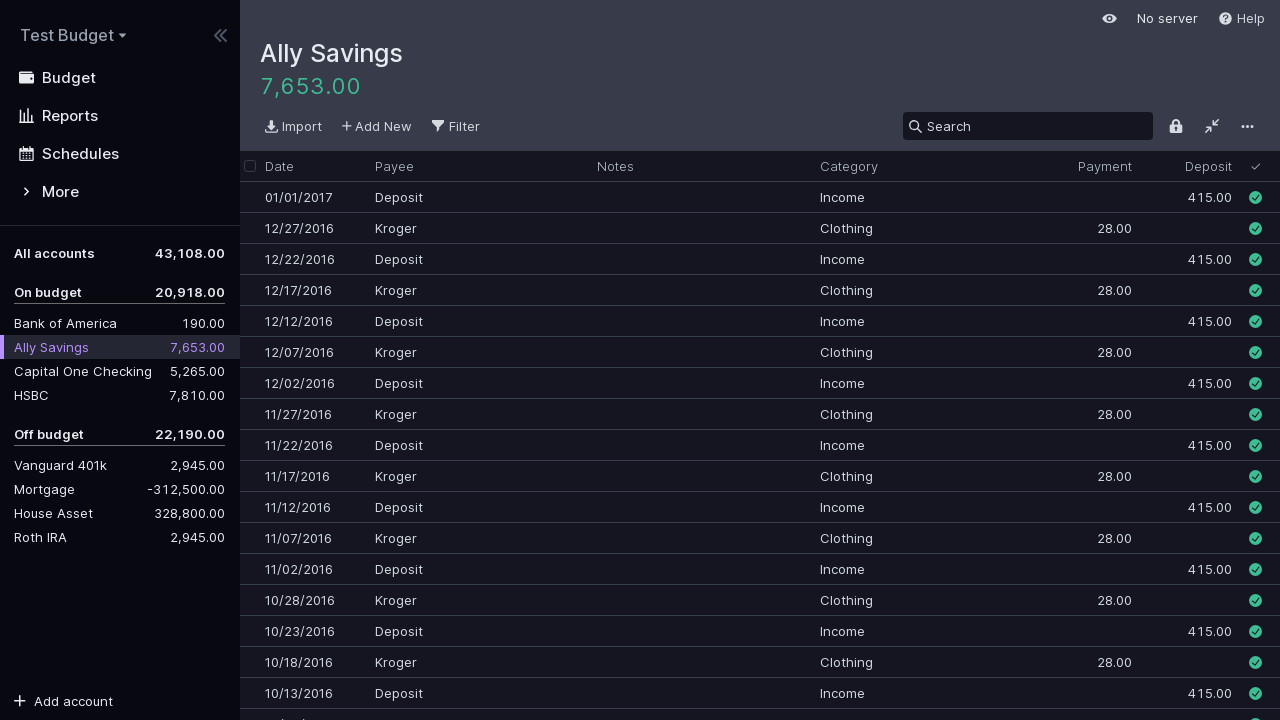 Test Budget
Budget
Reports
Schedules
More
All accounts 43,108.00
On budget 20,918.00
Bank of America 190.00
Ally Savings 7,653.00
Capital One Checking 5,265.00
HSBC 7,810.00
Off budget 22,190.00
Vanguard 401k 2,945.00
Mortgage -312,500.00
House Asset 328,800.00
Roth IRA 2,945.00
Add account
No server
Help
Ally Savings
7,653.00
Import
Add New
Filter
Search
Date Payee Notes Category Payment Deposit
01/01/2017 Deposit Income 415.00
12/27/2016 Kroger Clothing 28.00
12/22/2016 Deposit Income 415.00
12/17/2016 Kroger Clothing 28.00
12/12/2016 Deposit Income 415.00
12/07/2016 Kroger Clothing 28.00
12/02/2016 Deposit Income 415.00
11/27/2016 Kroger Clothing 28.00
11/22/2016 Deposit Income 415.00
11/17/2016 Kroger Clothing 28.00
11/12/2016 Deposit Income 415.00
11/07/2016 Kroger Clothing 28.00
11/02/2016 Deposit Income 415.00
10/28/2016 Kroger Clothing 28.00
10/23/2016 Deposit Income 415.00
10/18/2016 Kroger Clothing 28.00
10/13/2016 Deposit Income 415.00